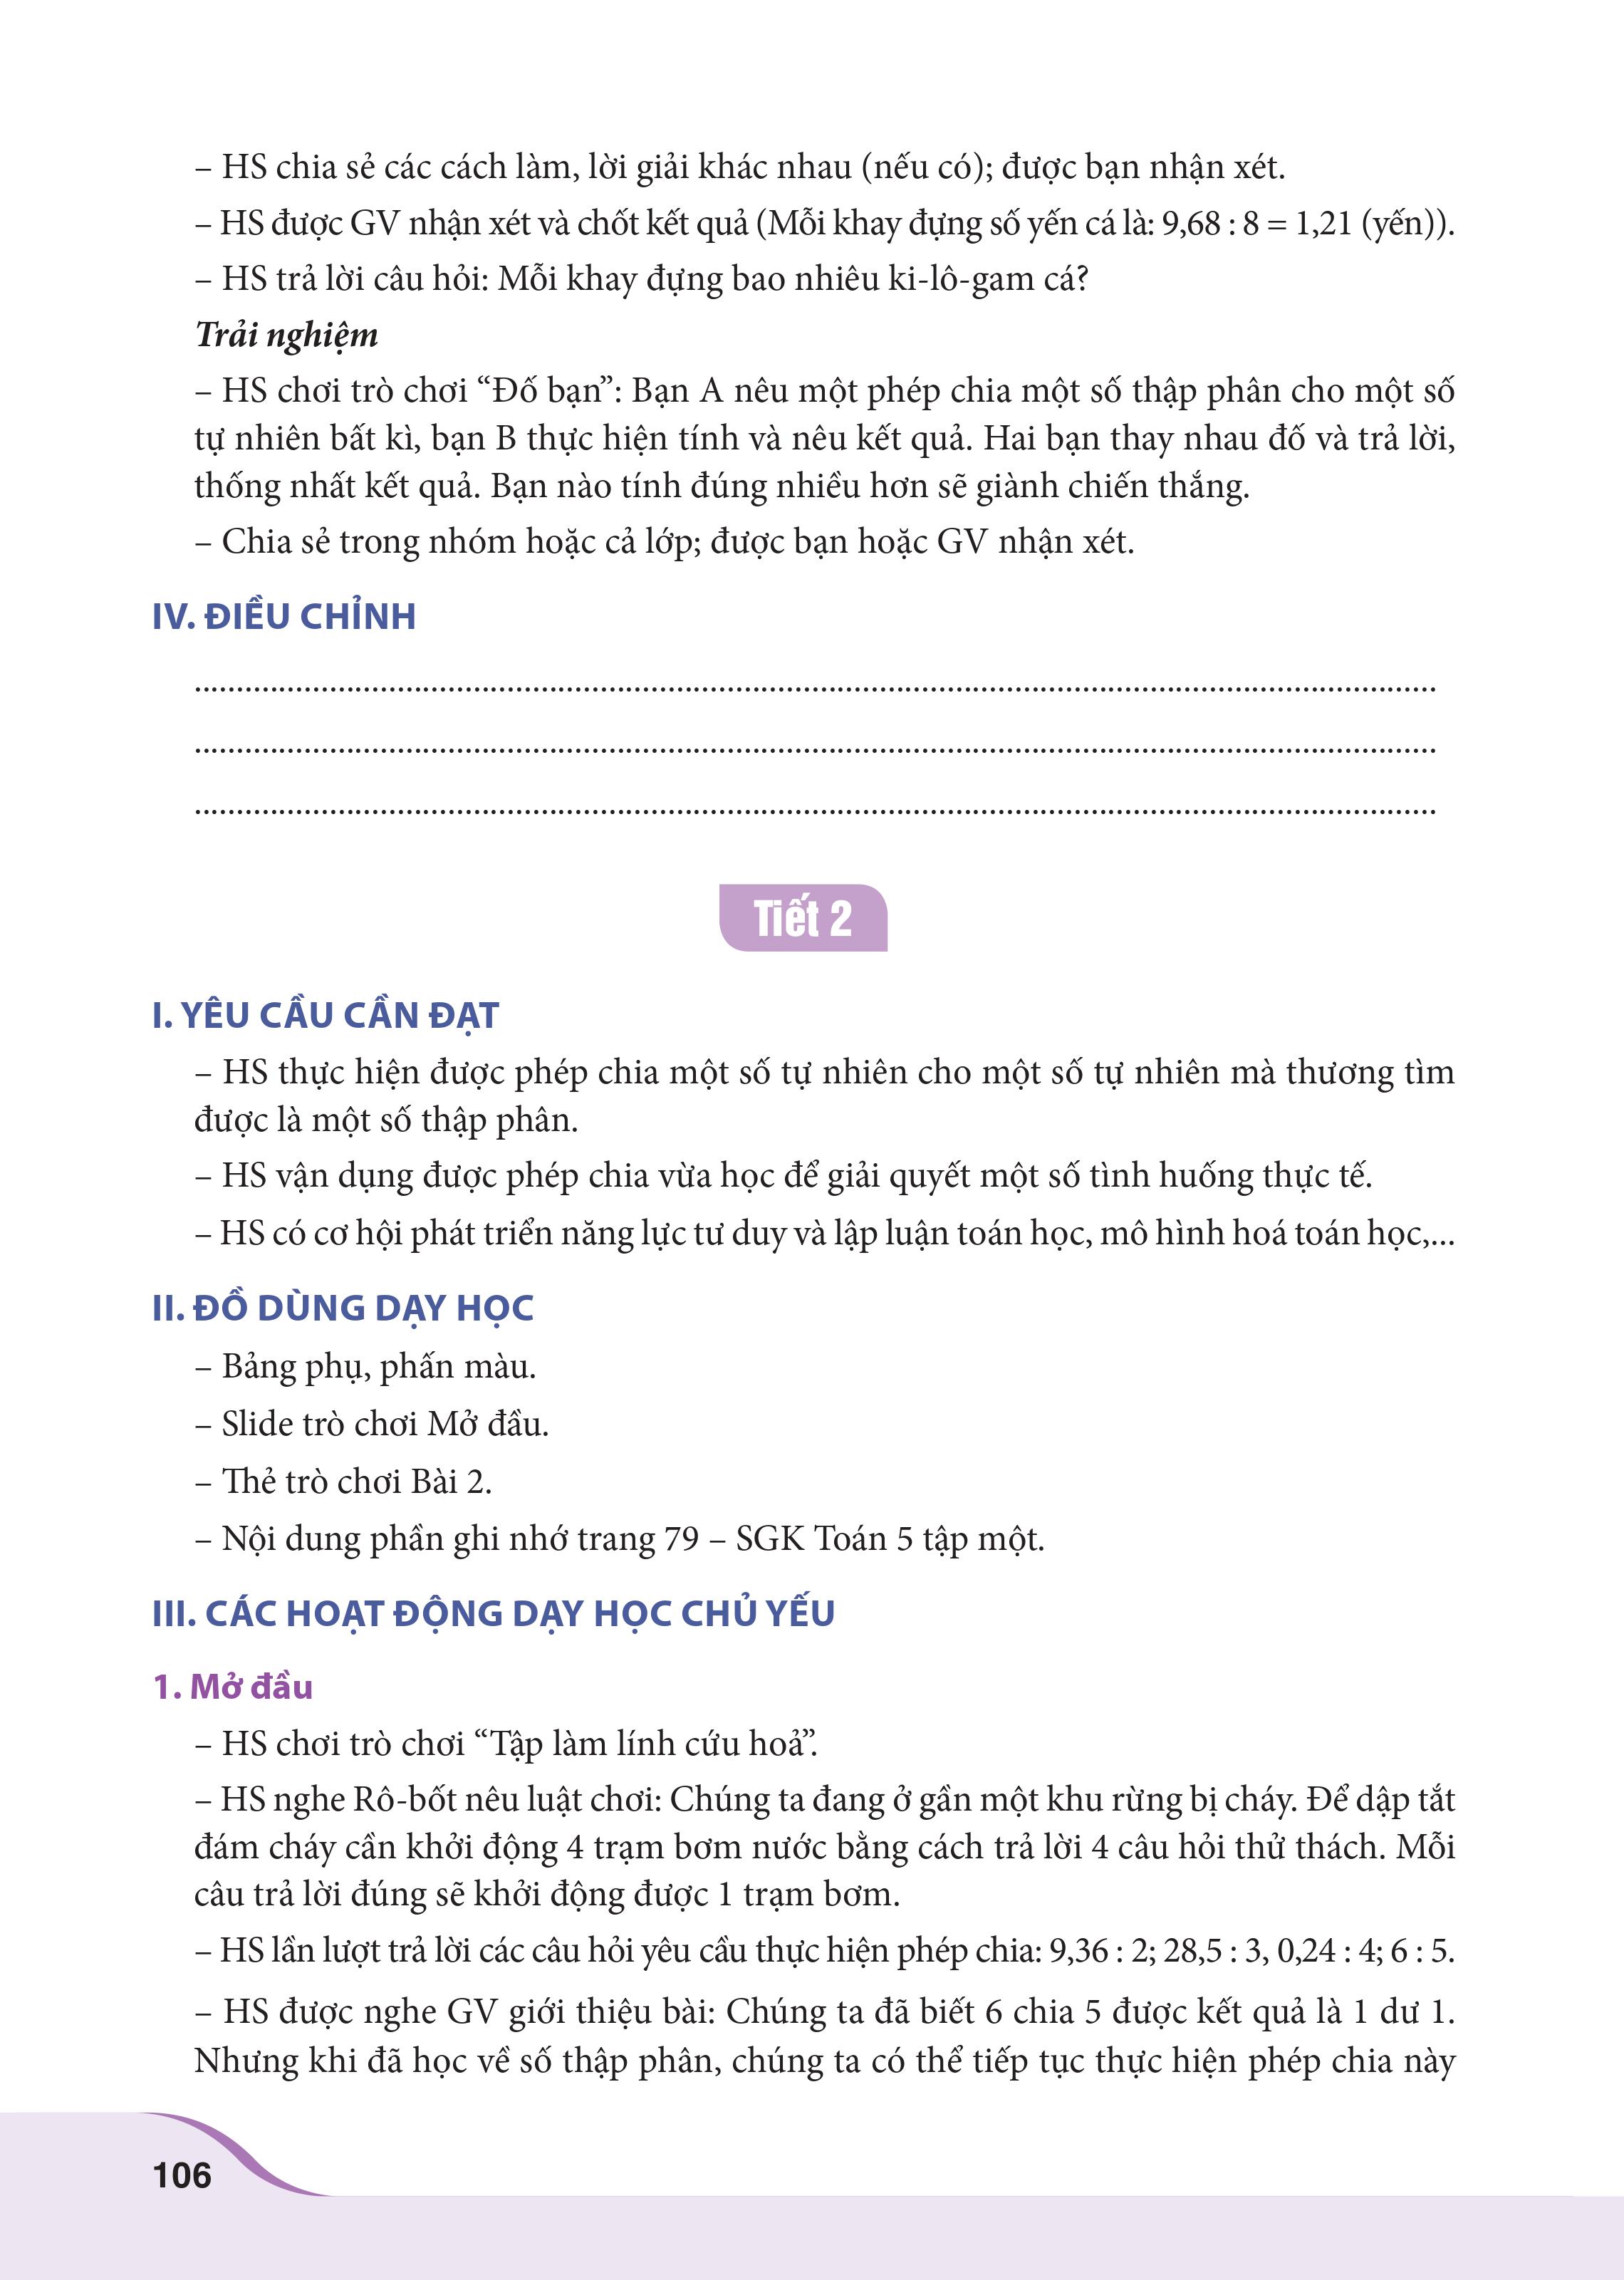 – HS chia sẻ các cách làm, lời giải khác nhau (nếu có); được bạn nhận xét.
– HS được GV nhận xét và chốt kết quả (Mỗi khay đựng số yến cá là: 9,68 : 8 = 1,21 (yến)).
– HS trả lời câu hỏi: Mỗi khay đựng bao nhiêu ki-lô-gam cá?
Trải nghiệm
– HS chơi trò chơi “Đố bạn”: Bạn A nêu một phép chia một số thập phân cho một số
tự nhiên bất kì, bạn B thực hiện tính và nêu kết quả. Hai bạn thay nhau đố và trả lời,
thống nhất kết quả. Bạn nào tính đúng nhiều hơn sẽ giành chiến thắng.
– Chia sẻ trong nhóm hoặc cả lớp; được bạn hoặc GV nhận xét.
IV. ĐIỀU CHỈNH
Tiết 2
I. YÊU CẦU CẦN ĐẠT
– HS thực hiện được phép chia một số tự nhiên cho một số tự nhiên mà thương tìm
được là một số thập phân.
– HS vận dụng được phép chia vừa học để giải quyết một số tình huống thực tế.
– HS có cơ hội phát triển năng lực tư duy và lập luận toán học, mô hình hoá toán học,...
II. ĐỒ DÙNG DẠY HỌC
– Bảng phụ, phấn màu.
– Slide trò chơi Mở đầu.
– Thẻ trò chơi Bài 2.
– Nội dung phần ghi nhớ trang 79 – SGK Toán 5 tập một.
III. CÁC HOẠT ĐỘNG DẠY HỌC CHỦ YẾU
1. Mở đầu
– HS chơi trò chơi “Tập làm lính cứu hoả”.
– HS nghe Rô-bốt nêu luật chơi: Chúng ta đang ở gần một khu rừng bị cháy. Để dập tắt
đám cháy cần khởi động 4 trạm bơm nước bằng cách trả lời 4 câu hỏi thử thách. Mỗi
câu trả lời đúng sẽ khởi động được 1 trạm bơm.
– HS lần lượt trả lời các câu hỏi yêu cầu thực hiện phép chia: 9,36 : 2; 28,5 : 3, 0,24 : 4; 6 : 5.
– HS được nghe GV giới thiệu bài: Chúng ta đã biết 6 chia 5 được kết quả là 1 dư 1.
Nhưng khi đã học về số thập phân, chúng ta có thể tiếp tục thực hiện phép chia này
106